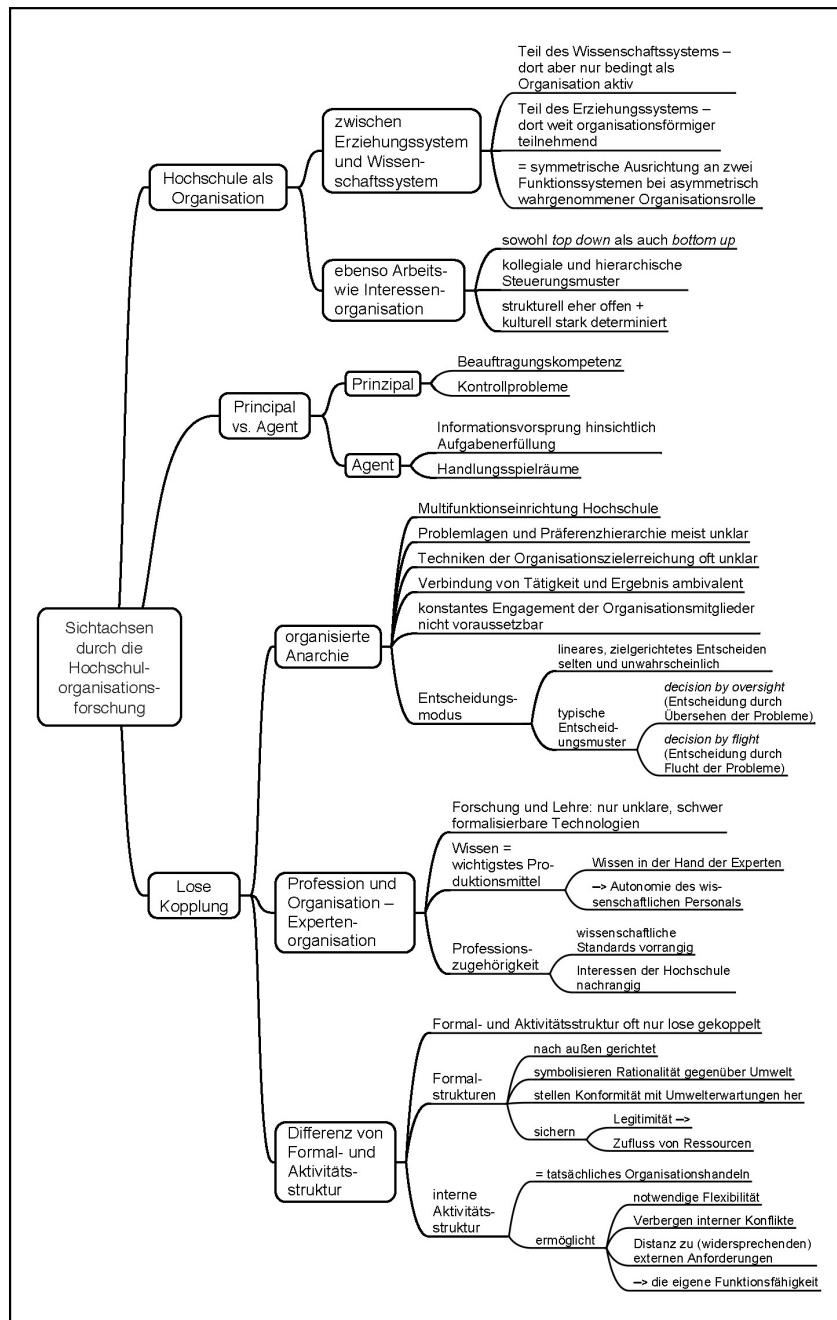 Sichtachsen
durch die
Hochschul-
organisations-
forschung
Hochschule als
Organisation
zwischen
Erziehungssystem
und Wissen-
schaftssystem
Teil des Wissenschaftssystems –
dort aber nur bedingt als
Organisation aktiv
Teil des Erziehungssystems –
dort weit organisationsförmiger
teilnehmend
= symmetrische Ausrichtung an zwei
Funktionssystemen bei asymmetrisch
wahrgenommener Organisationsrolle
ebenso Arbeits-
wie Interessen-
organisation
sowohl top down als auch bottom up
kollegiale und hierarchische
Steuerungsmuster
strukturell eher offen +
kulturell stark determiniert
Principal
vs. Agent
Prinzipal
Beauftragungskompetenz
Kontrollprobleme
Agent
Informationsvorsprung hinsichtlich
Aufgabenerfüllung
Handlungsspielräume
Lose
Kopplung
organisierte
Anarchie
Multifunktionseinrichtung Hochschule
Problemlagen und Präferenzhierarchie meist unklar
Techniken der Organisationszielerreichung oft unklar
Verbindung von Tätigkeit und Ergebnis ambivalent
konstantes Engagement der Organisationsmitglieder
nicht voraussetzbar
Entscheidungs-
modus
lineares, zielgerichtetes Entscheiden
selten und unwahrscheinlich
typische
Entscheid-
ungsmuster
decision by oversight
(Entscheidung durch
Übersehen der Probleme)
decision by flight
(Entscheidung durch
Flucht der Probleme)
Profession und
Organisation –
Experten-
organisation
Forschung und Lehre: nur unklare, schwer
formalisierbare Technologien
Wissen =
wichtigstes Pro-
duktionsmittel
Wissen in der Hand der Experten
–> Autonomie des wis-
senschaftlichen Personals
Professions-
zugehörigkeit
wissenschaftliche
Standards vorrangig
Interessen der Hochschule
nachrangig
Differenz von
Formal- und
Aktivitäts-
struktur
Formal- und Aktivitätsstruktur oft nur lose gekoppelt
Formal-
strukturen
nach außen gerichtet
symbolisieren Rationalität gegenüber Umwelt
stellen Konformität mit Umwelterwartungen her
sichern
Legitimität –>
Zufluss von Ressourcen
interne
Aktivitäts-
struktur
= tatsächliches Organisationshandeln
ermöglicht
notwendige Flexibilität
Verbergen interner Konflikte
Distanz zu (widersprechenden)
externen Anforderungen
–> die eigene Funktionsfähigkeit